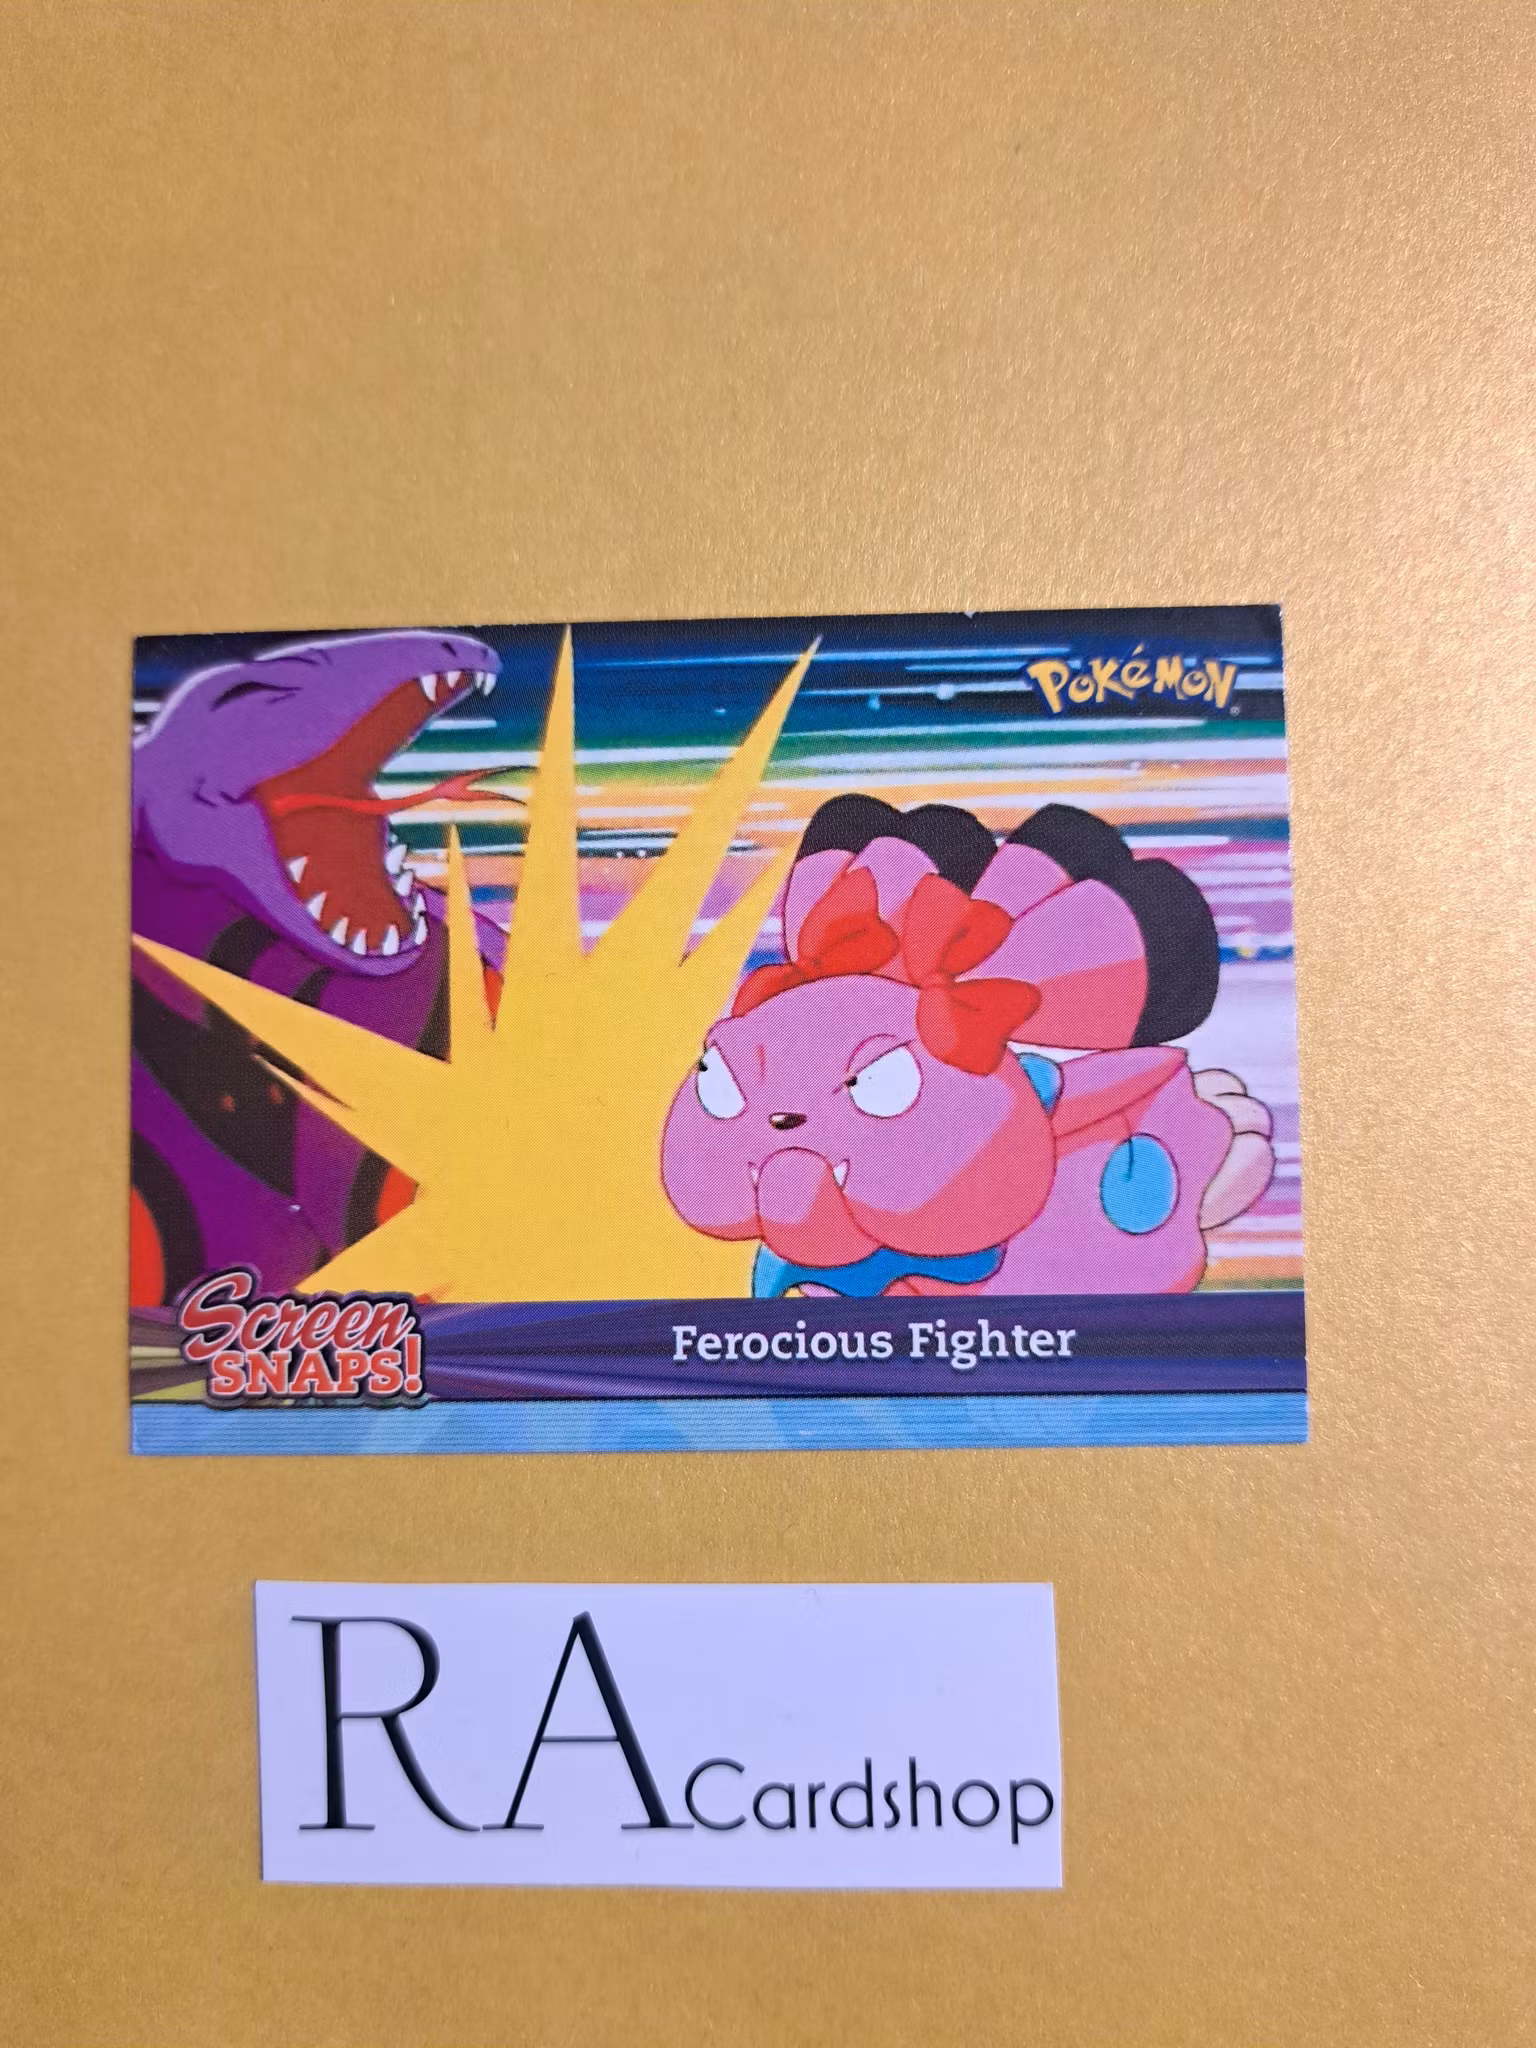 POKéMON
Screen
SNAPS!
Ferocious Fighter
RA Cardshop